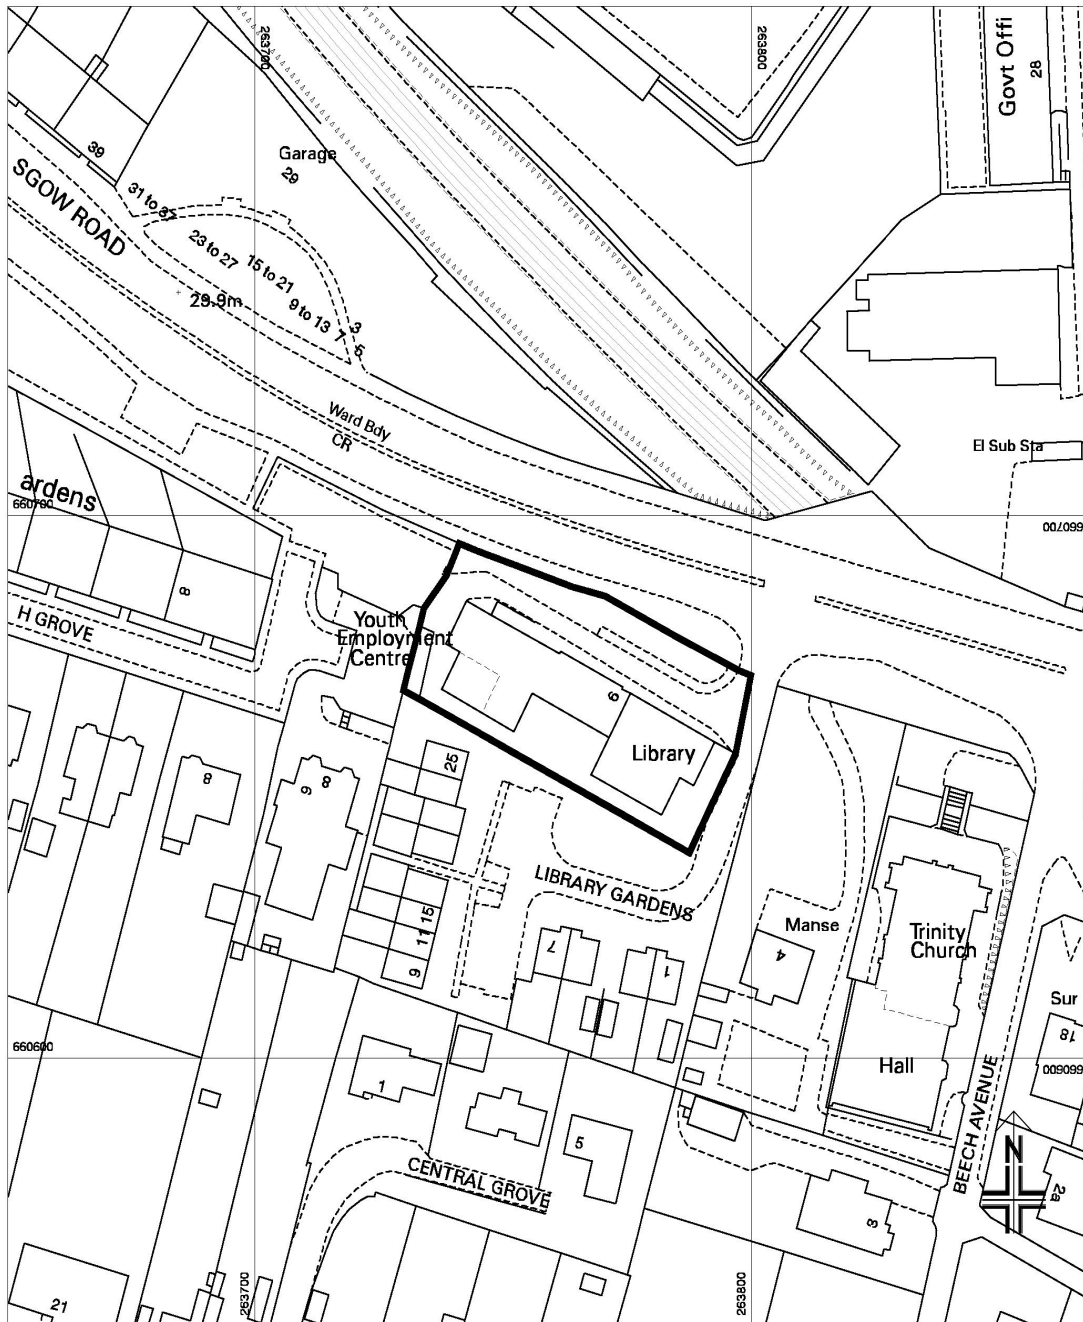 263700
263800
Govt Offi
28
39
Garage
29
SGOW ROAD
31 to 37
23 to 27
15 to 21
9 to 13
7
3
5
29.9m
Ward Bdy
CR
El Sub Sta
ardens
660700
660700
8
H GROVE
Youth
Employment
Centre
6
Library
25
8
9
8
LIBRARY GARDENS
15
11
9
7
1
Manse
4
Trinity
Church
Sur
18
660600
660600
Hall
1
5
BEECH AVENUE
CENTRAL GROVE
N
2a
3
21
263700
263800